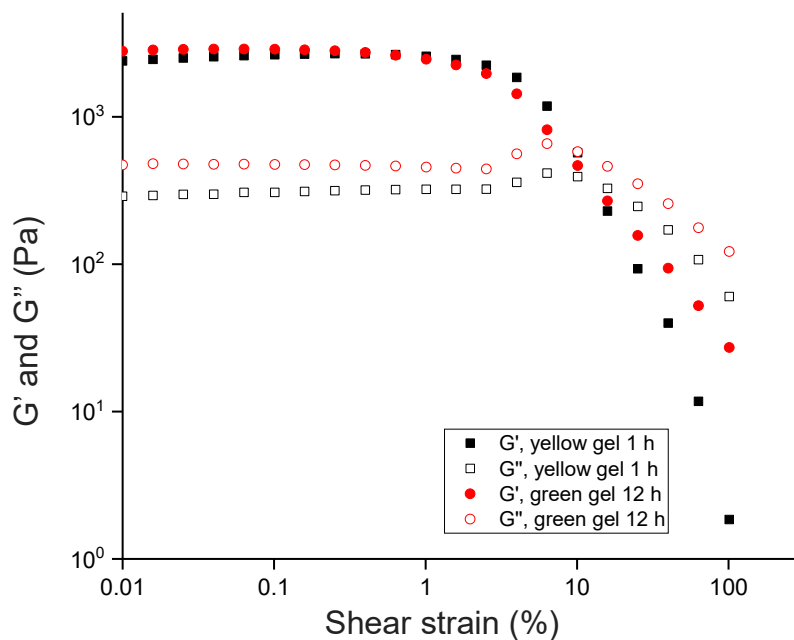 10³
10²
10¹
10⁰
G’ and G” (Pa)
G', yellow gel 1 h
G", yellow gel 1 h
G', green gel 12 h
G", green gel 12 h
0.01 0.1 1 10 100
Shear strain (%)